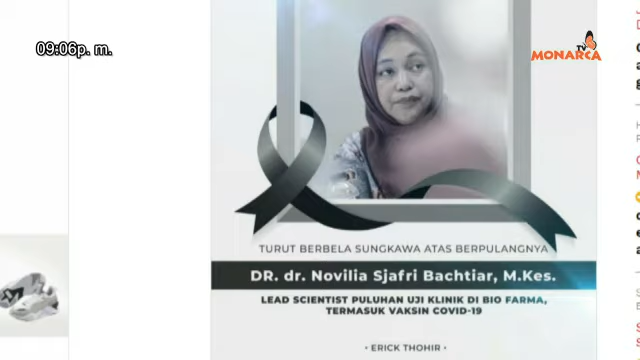 09:06p. m.
TV
MONARCA
TURUT BERBELA SUNGKAWA ATAS BERPULANGNYA
DR. dr. Novilia Sjafri Bachtiar, M.Kes.
LEAD SCIENTIST PULUHAN UJI KLINIK DI BIO FARMA,
TERMASUK VAKSIN COVID-19
• ERICK THOHIR •